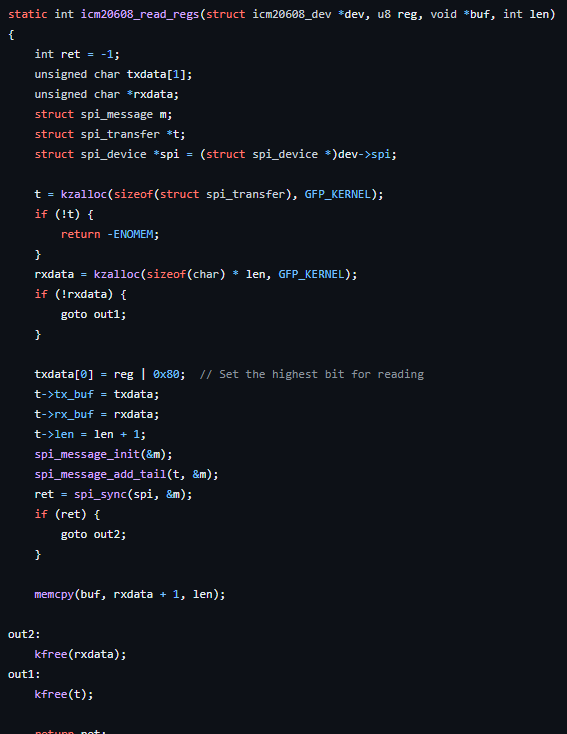 static int icm20608_read_regs(struct icm20608_dev *dev, u8 reg, void *buf, int len)
{
    int ret = -1;
    unsigned char txdata[1];
    unsigned char *rxdata;
    struct spi_message m;
    struct spi_transfer *t;
    struct spi_device *spi = (struct spi_device *)dev->spi;

    t = kzalloc(sizeof(struct spi_transfer), GFP_KERNEL);
    if (!t) {
        return -ENOMEM;
    }
    rxdata = kzalloc(sizeof(char) * len, GFP_KERNEL);
    if (!rxdata) {
        goto out1;
    }

    txdata[0] = reg | 0x80;  // Set the highest bit for reading
    t->tx_buf = txdata;
    t->rx_buf = rxdata;
    t->len = len + 1;
    spi_message_init(&m);
    spi_message_add_tail(t, &m);
    ret = spi_sync(spi, &m);
    if (ret) {
        goto out2;
    }

    memcpy(buf, rxdata + 1, len);

out2:
    kfree(rxdata);
out1:
    kfree(t);

    return ret;